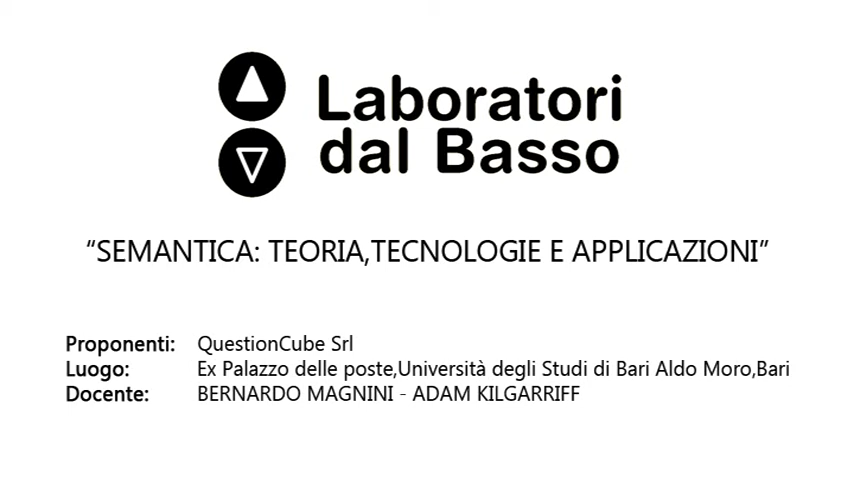 Laboratori
dal Basso
“SEMANTICA: TEORIA,TECNOLOGIE E APPLICAZIONI”
Proponenti: QuestionCube Srl
Luogo: Ex Palazzo delle poste,Università degli Studi di Bari Aldo Moro,Bari
Docente: BERNARDO MAGNINI - ADAM KILGARRIFF